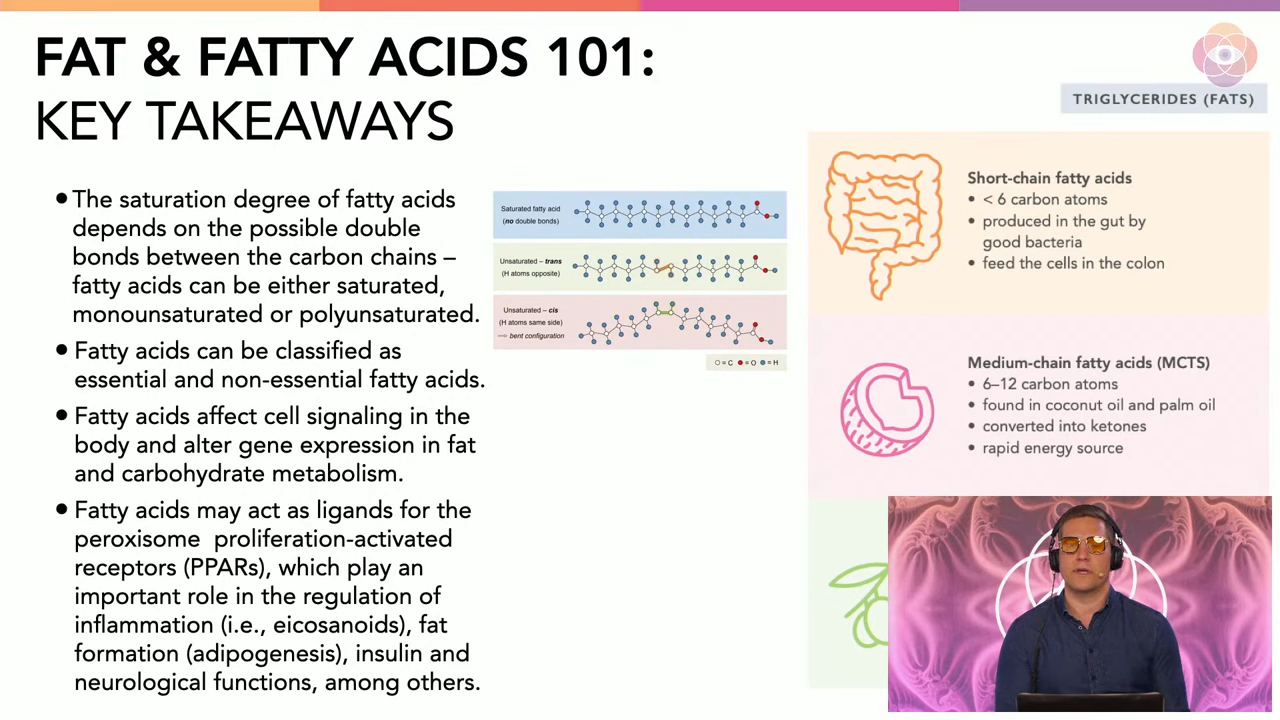 FAT & FATTY ACIDS 101:
KEY TAKEAWAYS
• The saturation degree of fatty acids
depends on the possible double
bonds between the carbon chains –
fatty acids can be either saturated,
monounsaturated or polyunsaturated.
• Fatty acids can be classified as
essential and non-essential fatty acids.
• Fatty acids affect cell signaling in the
body and alter gene expression in fat
and carbohydrate metabolism.
• Fatty acids may act as ligands for the
peroxisome proliferation-activated
receptors (PPARs), which play an
important role in the regulation of
inflammation (i.e., eicosanoids), fat
formation (adipogenesis), insulin and
neurological functions, among others.
Saturated fatty acid
(no double bonds)
Unsaturated – trans
(H atoms opposite)
Unsaturated – cis
(H atoms same side)
⟹ bent configuration
= C = O = H
TRIGLYCERIDES (FATS)
Short-chain fatty acids
• < 6 carbon atoms
• produced in the gut by
good bacteria
• feed the cells in the colon
Medium-chain fatty acids (MCTS)
• 6–12 carbon atoms
• found in coconut oil and palm oil
• converted into ketones
• rapid energy source